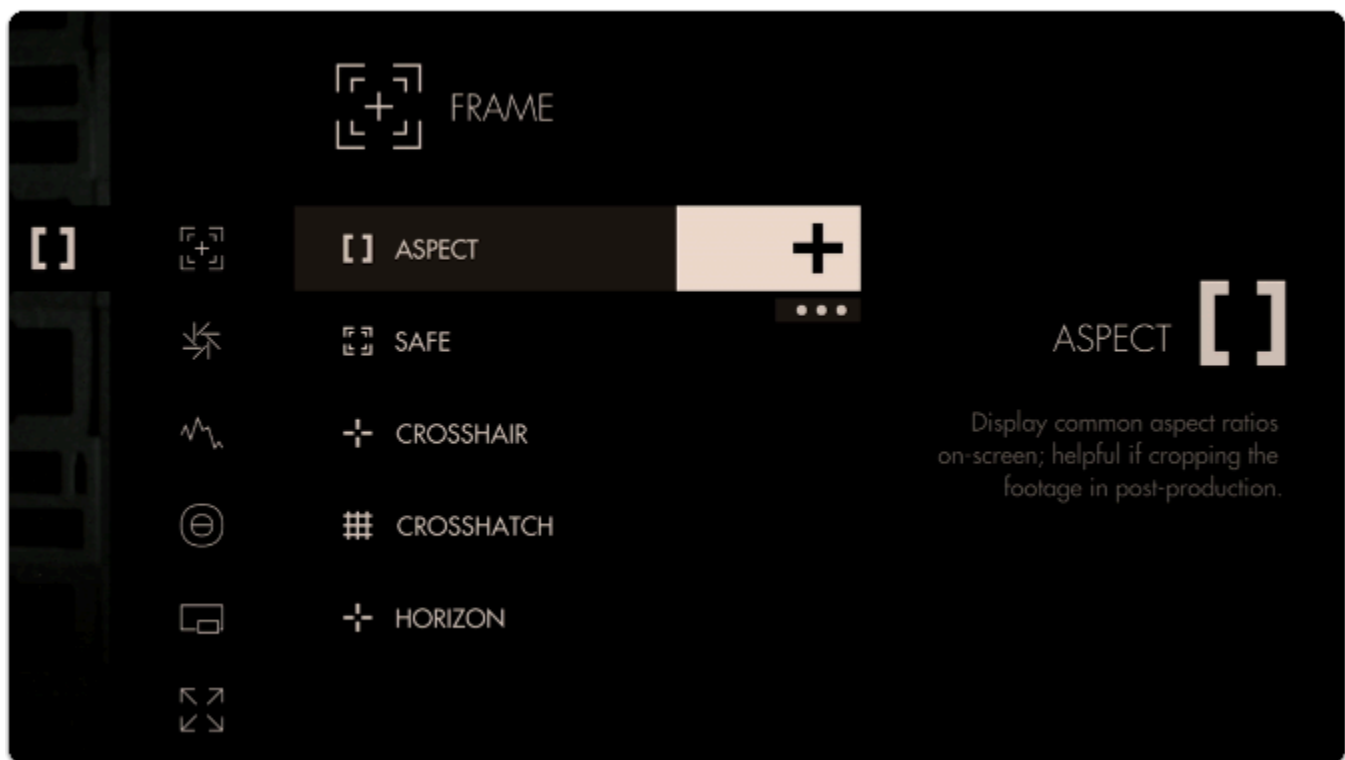 FRAME
ASPECT
SAFE
CROSSHAIR
CROSSHATCH
HORIZON
ASPECT
Display common aspect ratios
on-screen; helpful if cropping the
footage in post-production.